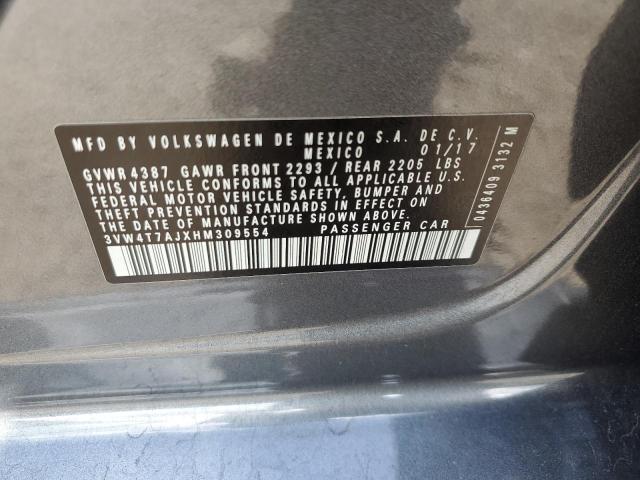 MFD BY VOLKSWAGEN DE MEXICO S.A. DE C.V.
MEXICO 01/17
GVWR 4387 GAWR FRONT 2293 / REAR 2205 LBS
THIS VEHICLE CONFORMS TO ALL APPLICABLE U.S.
FEDERAL MOTOR VEHICLE SAFETY, BUMPER AND
THEFT PREVENTION STANDARDS IN EFFECT ON
THE DATE OF MANUFACTURE SHOWN ABOVE.
3VW4T7AJXHM309554 PASSENGER CAR
0436409 3132 M